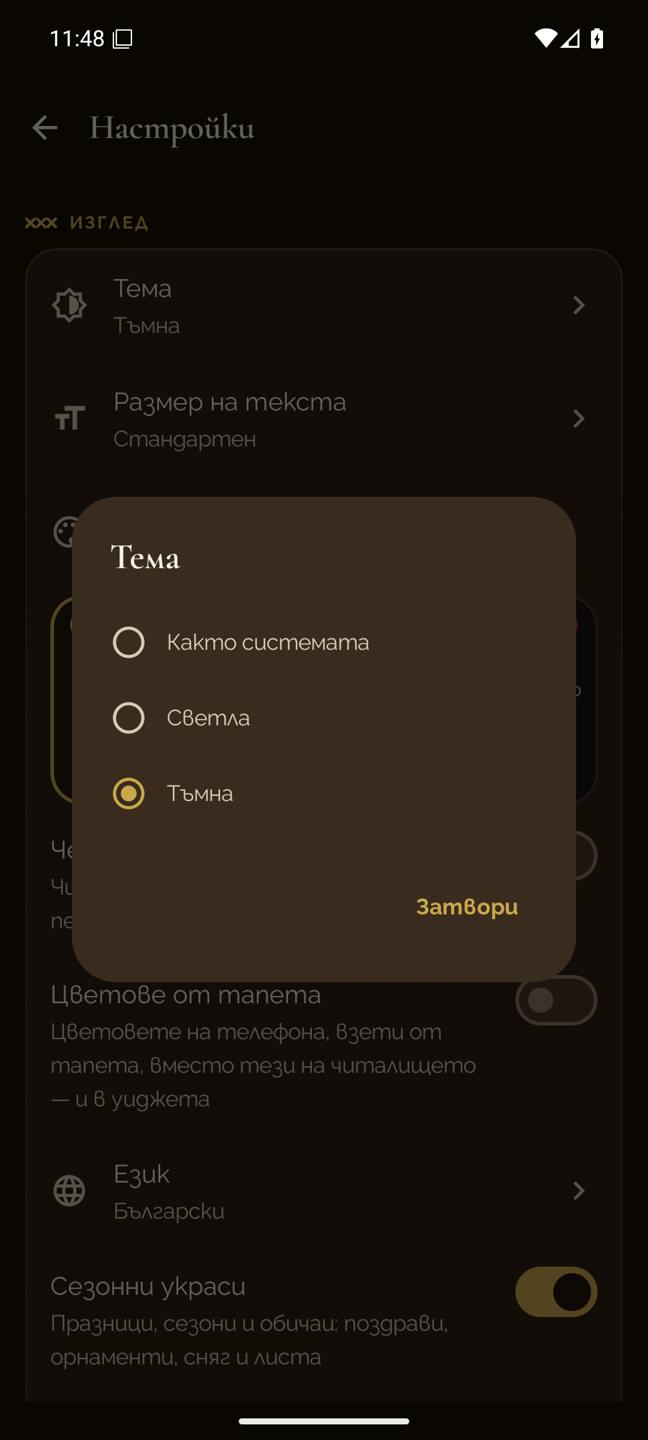 11:48
Настройки
ИЗГЛЕД
Тема
Тъмна
Размер на текста
Стандартен
Тема
Както системата
Светла
Тъмна
Затвори
Цветове от тапета
Цветовете на телефона, взети от
тапета, вместо тези на читалището
— и в уиджета
Език
Български
Сезонни украси
Празници, сезони и обичаи: поздрави,
орнаменти, сняг и листа